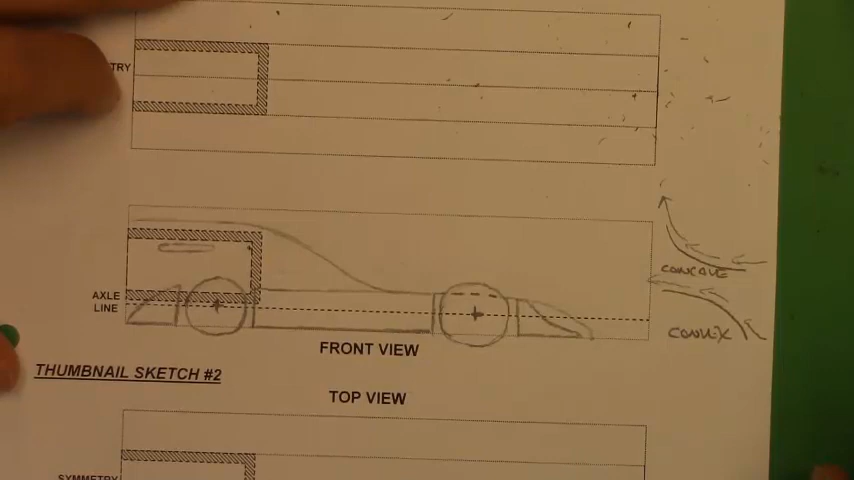 TRY
CONCAVE
AXLE
LINE
CONVEX
FRONT VIEW
THUMBNAIL SKETCH #2
TOP VIEW
SYMMETRY